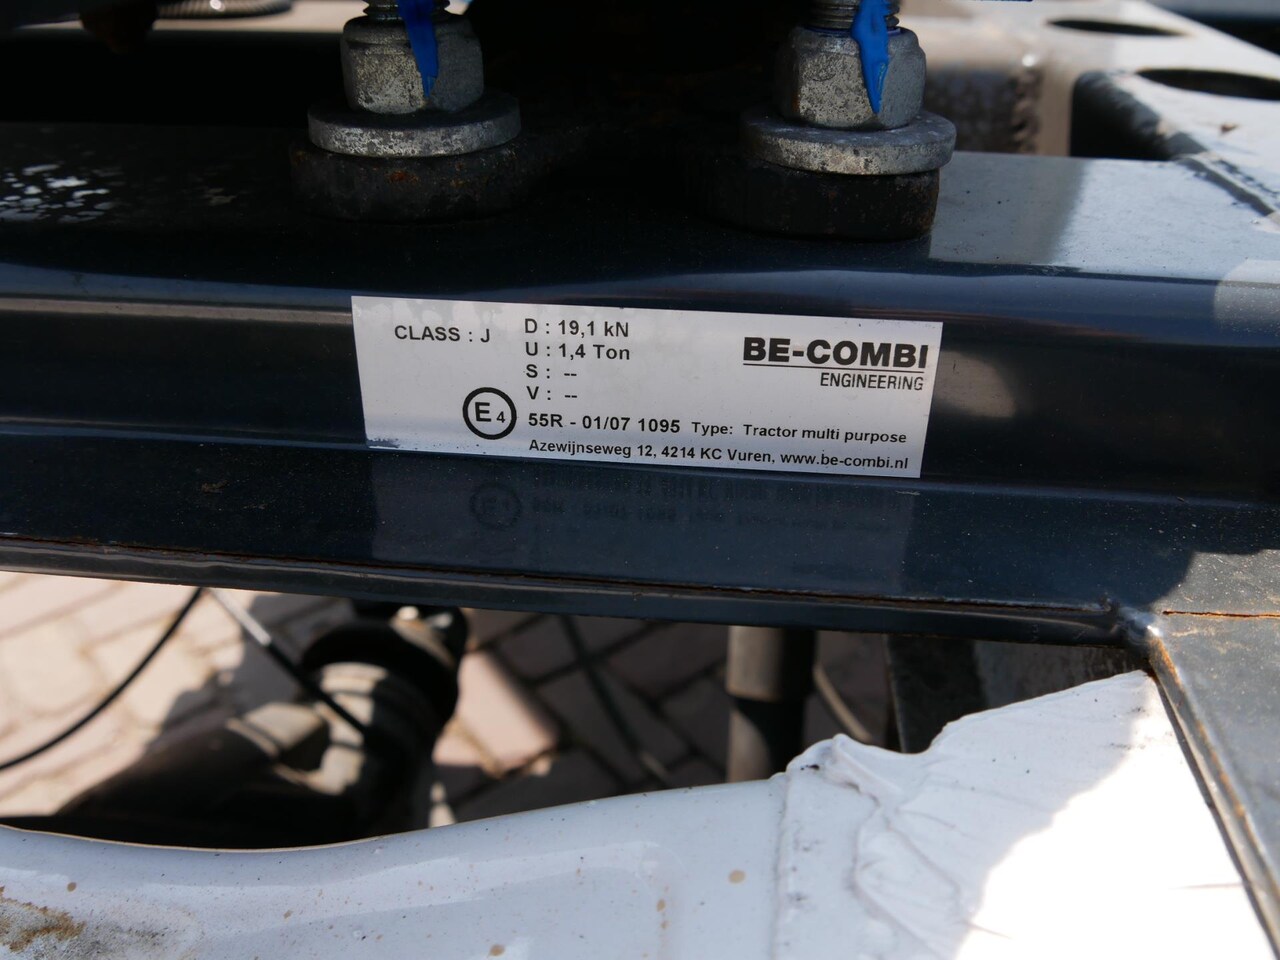 CLASS : J
D : 19,1 kN
U : 1,4 Ton
S : --
V : --
BE-COMBI
ENGINEERING
E4
55R - 01/07 1095 Type: Tractor multi purpose
Azewijnseweg 12, 4214 KC Vuren, www.be-combi.nl